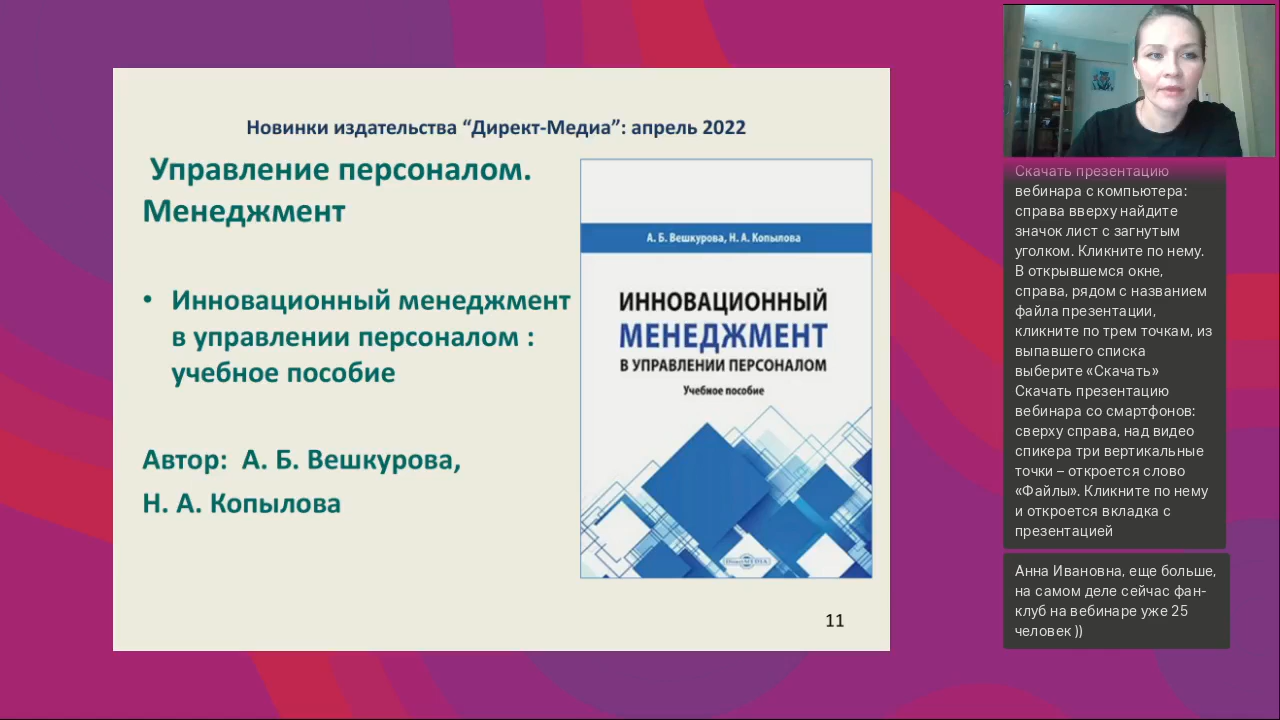 Новинки издательства “Директ-Медиа”: апрель 2022
Управление персоналом.
Менеджмент
• Инновационный менеджмент
в управлении персоналом :
учебное пособие
Автор: А. Б. Вешкурова,
Н. А. Копылова
А. Б. Вешкурова, Н. А. Копылова
ИННОВАЦИОННЫЙ
МЕНЕДЖМЕНТ
В УПРАВЛЕНИИ ПЕРСОНАЛОМ
Учебное пособие
11
Скачать презентацию
вебинара с компьютера:
справа вверху найдите
значок лист с загнутым
уголком. Кликните по нему.
В открывшемся окне,
справа, рядом с названием
файла презентации,
кликните по трем точкам, из
выпавшего списка
выберите «Скачать»
Скачать презентацию
вебинара со смартфонов:
сверху справа, над видео
спикера три вертикальные
точки – откроется слово
«Файлы». Кликните по нему
и откроется вкладка с
презентацией
Анна Ивановна, еще больше,
на самом деле сейчас фан-
клуб на вебинаре уже 25
человек ))